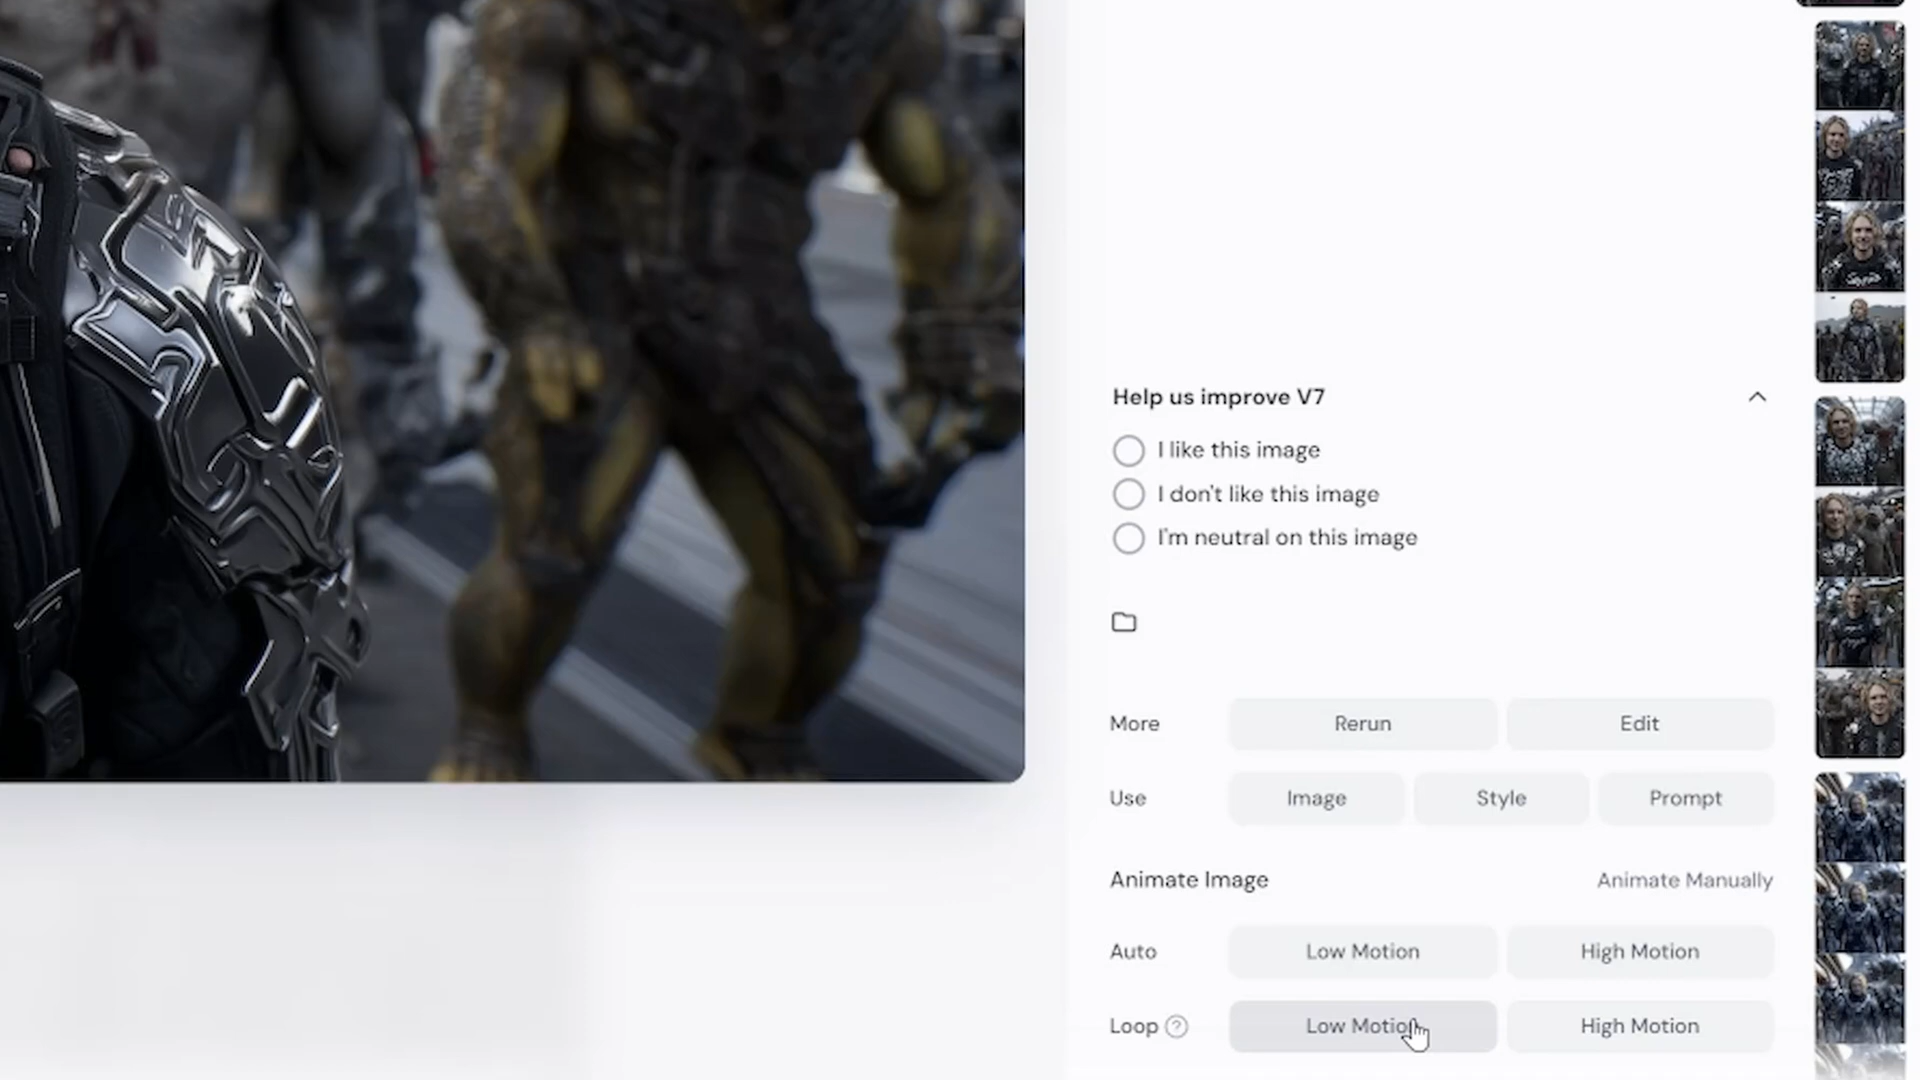 Help us improve V7
I like this image
I don't like this image
I'm neutral on this image
More Rerun Edit
Use Image Style Prompt
Animate Image Animate Manually
Auto Low Motion High Motion
Loop ? Low Motion High Motion